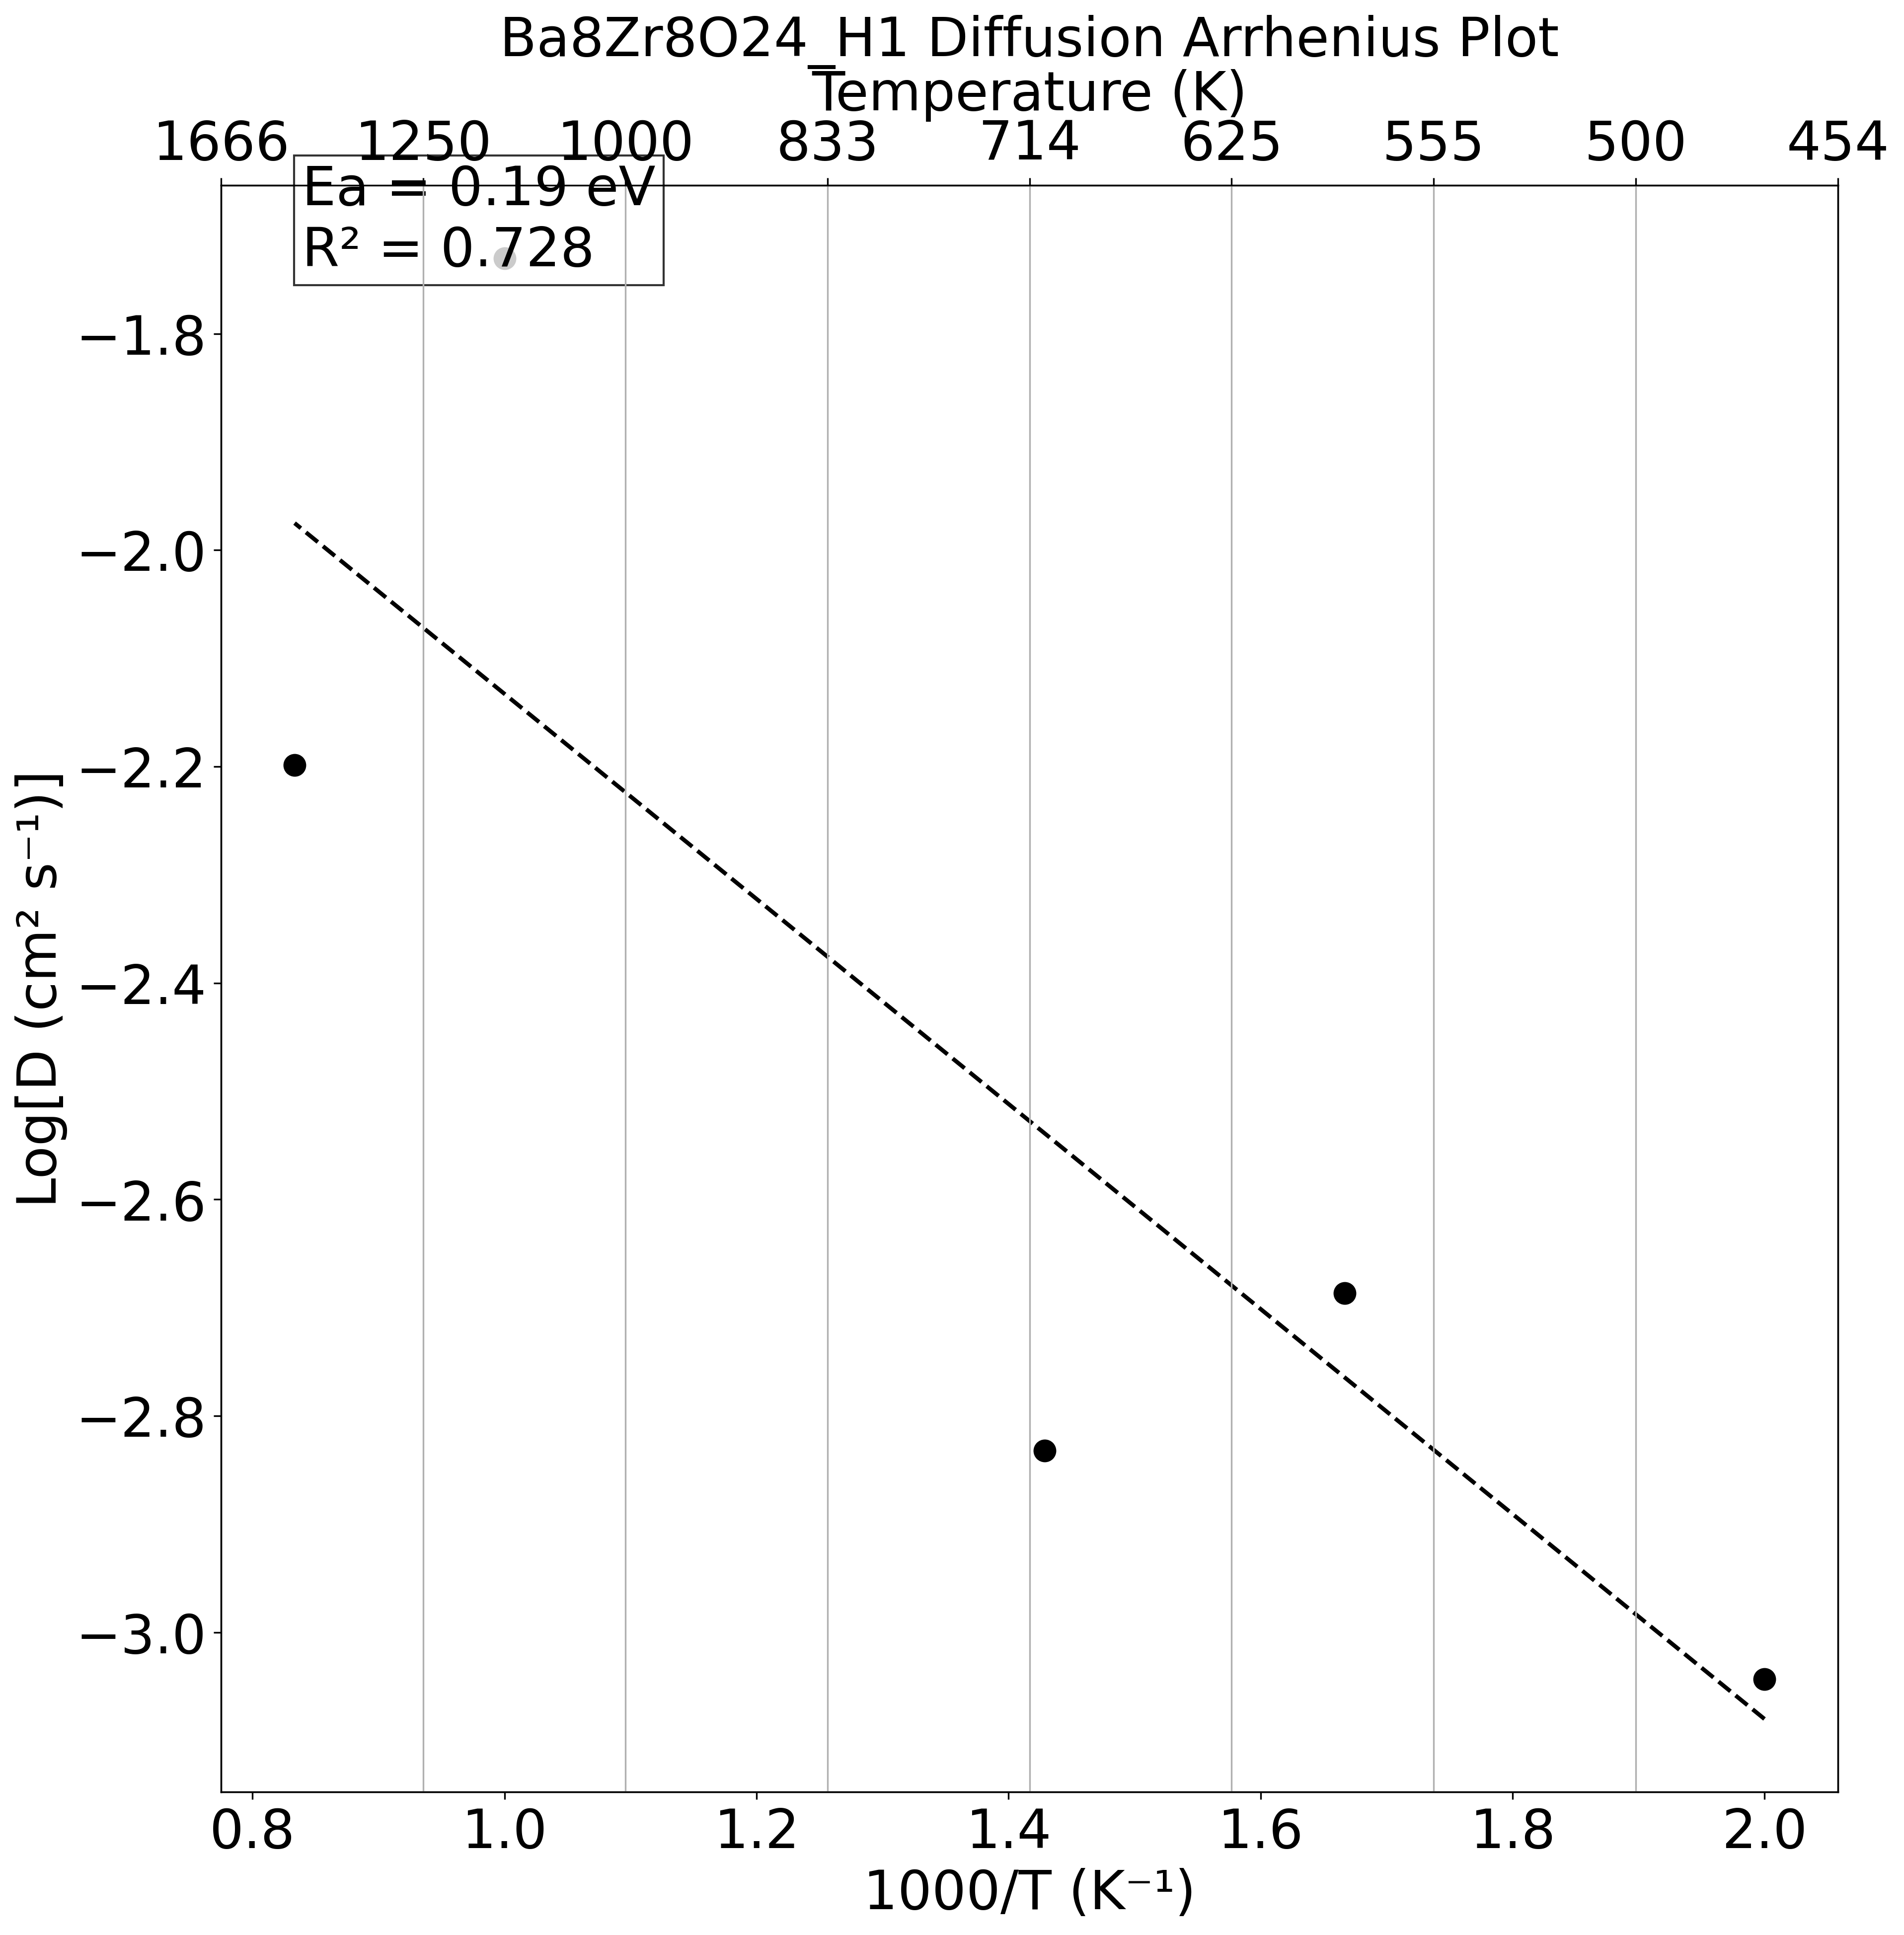 Ba8Zr8O24_H1 Diffusion Arrhenius Plot
Temperature (K)
1666 1250 1000 833 714 625 555 500 454
Ea = 0.19 eV
R² = 0.728
−1.8
−2.0
−2.2
−2.4
−2.6
−2.8
−3.0
Log[D (cm² s⁻¹)]
0.8 1.0 1.2 1.4 1.6 1.8 2.0
1000/T (K⁻¹)